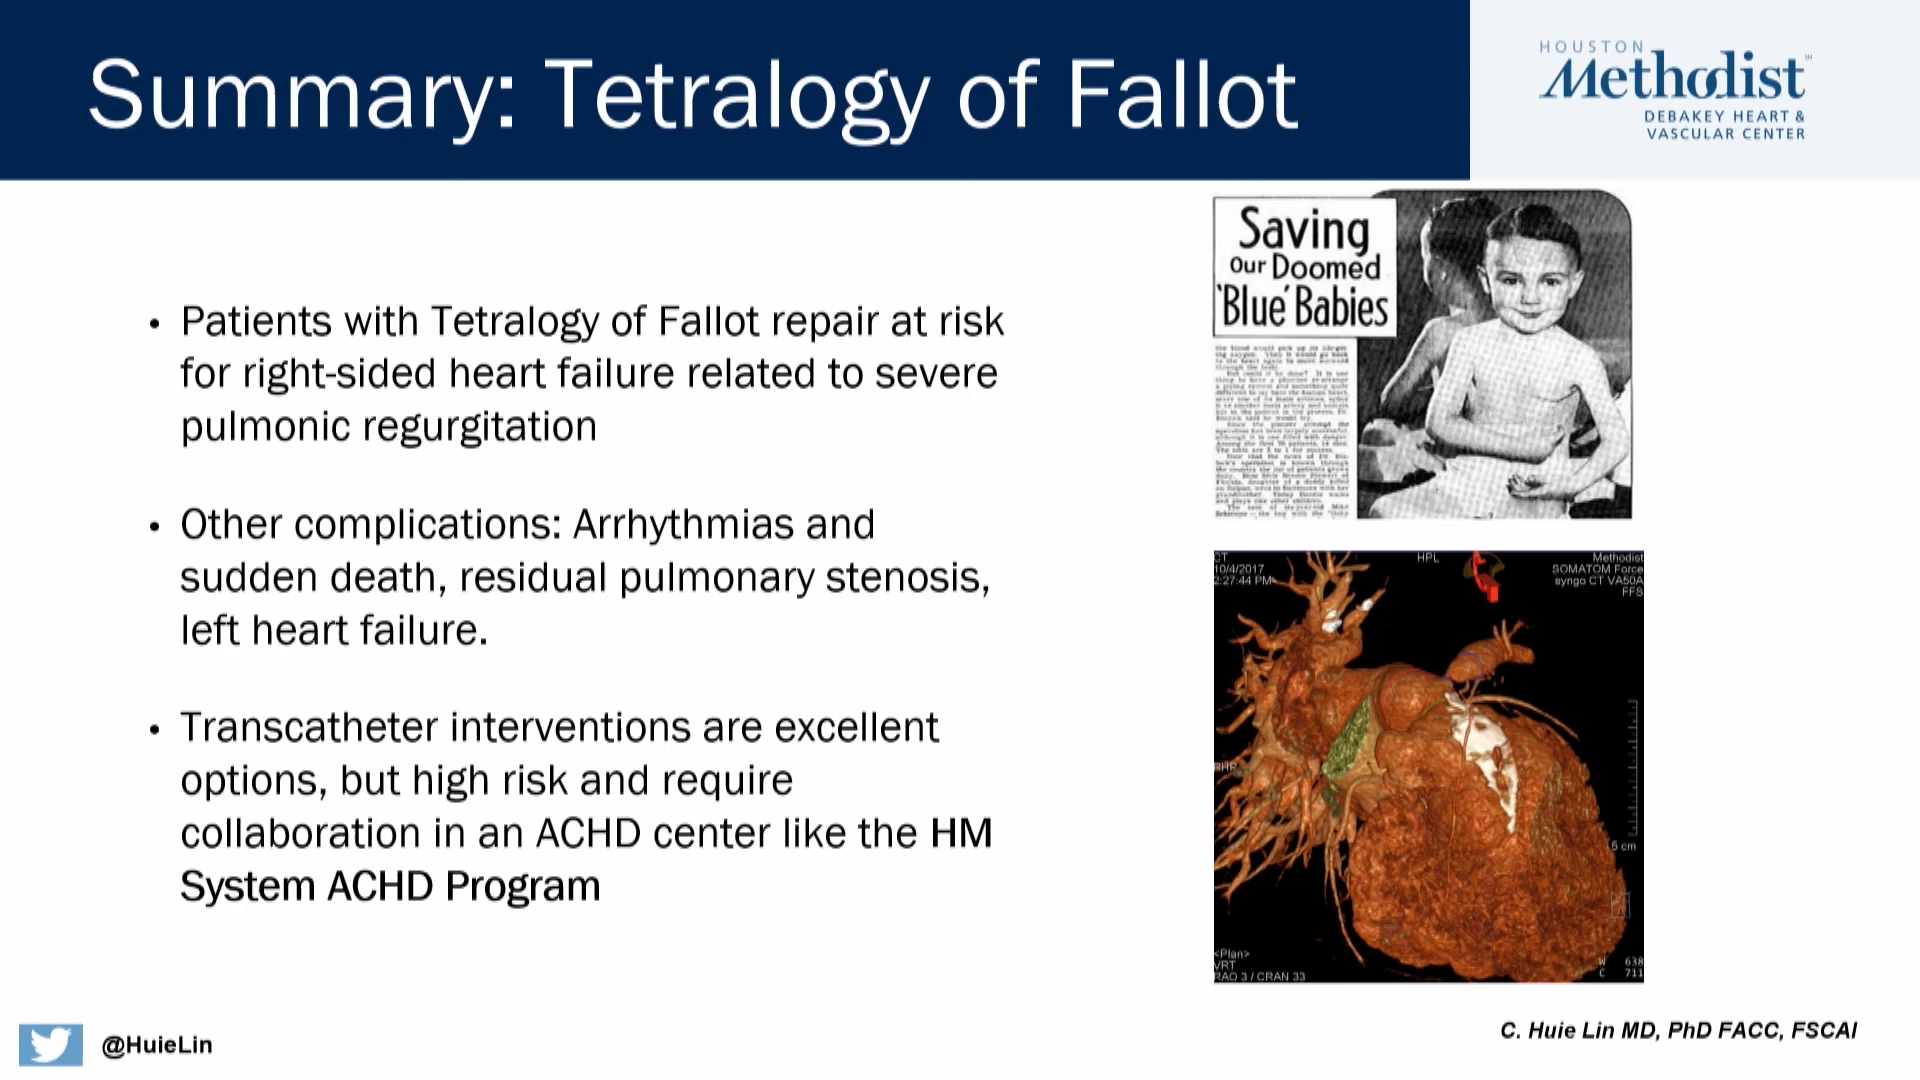 Summary: Tetralogy of Fallot
HOUSTON
Methodist
DEBAKEY HEART &
VASCULAR CENTER
• Patients with Tetralogy of Fallot repair at risk
for right-sided heart failure related to severe
pulmonic regurgitation
• Other complications: Arrhythmias and
sudden death, residual pulmonary stenosis,
left heart failure.
• Transcatheter interventions are excellent
options, but high risk and require
collaboration in an ACHD center like the HM
System ACHD Program
Saving
Our Doomed
'Blue' Babies
CT
10/4/2017
2:27:44 PM
HPL
Methodist
SOMATOM Force
syngo CT VA50A
FFS
RHP
5 cm
<Plan>
VRT
RAO 3 / CRAN 33
W 638
C 711
@HuieLin
C. Huie Lin MD, PhD FACC, FSCAI